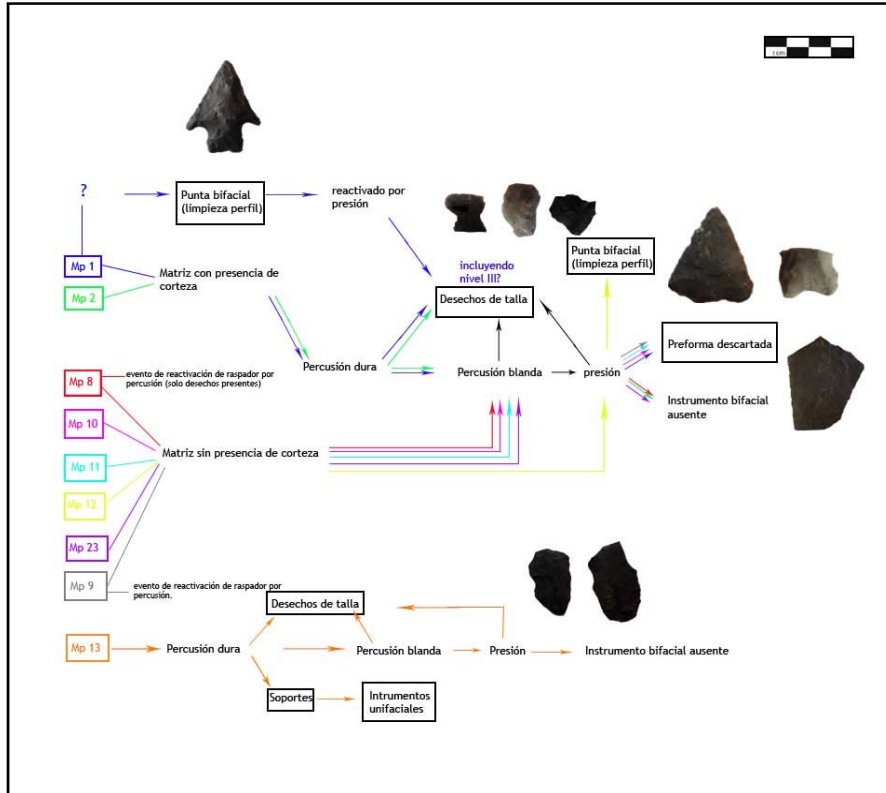 1 cm
?
Punta bifacial
(limpieza perfil)
reactivado por
presión
Mp 1
Mp 2
Matriz con presencia de
corteza
incluyendo
nivel III?
Desechos de talla
Punta bifacial
(limpieza perfil)
Percusión dura
Percusión blanda
presión
Preforma descartada
Instrumento bifacial
ausente
Mp 8
evento de reactivación de raspador por
percusión (solo desechos presentes)
Mp 10
Matriz sin presencia de corteza
Mp 11
Mp 12
Mp 23
Mp 9
evento de reactivación de raspador por
percusión.
Desechos de talla
Mp 13
Percusión dura
Percusión blanda
Presión
Instrumento bifacial ausente
Soportes
Intrumentos
unifaciales